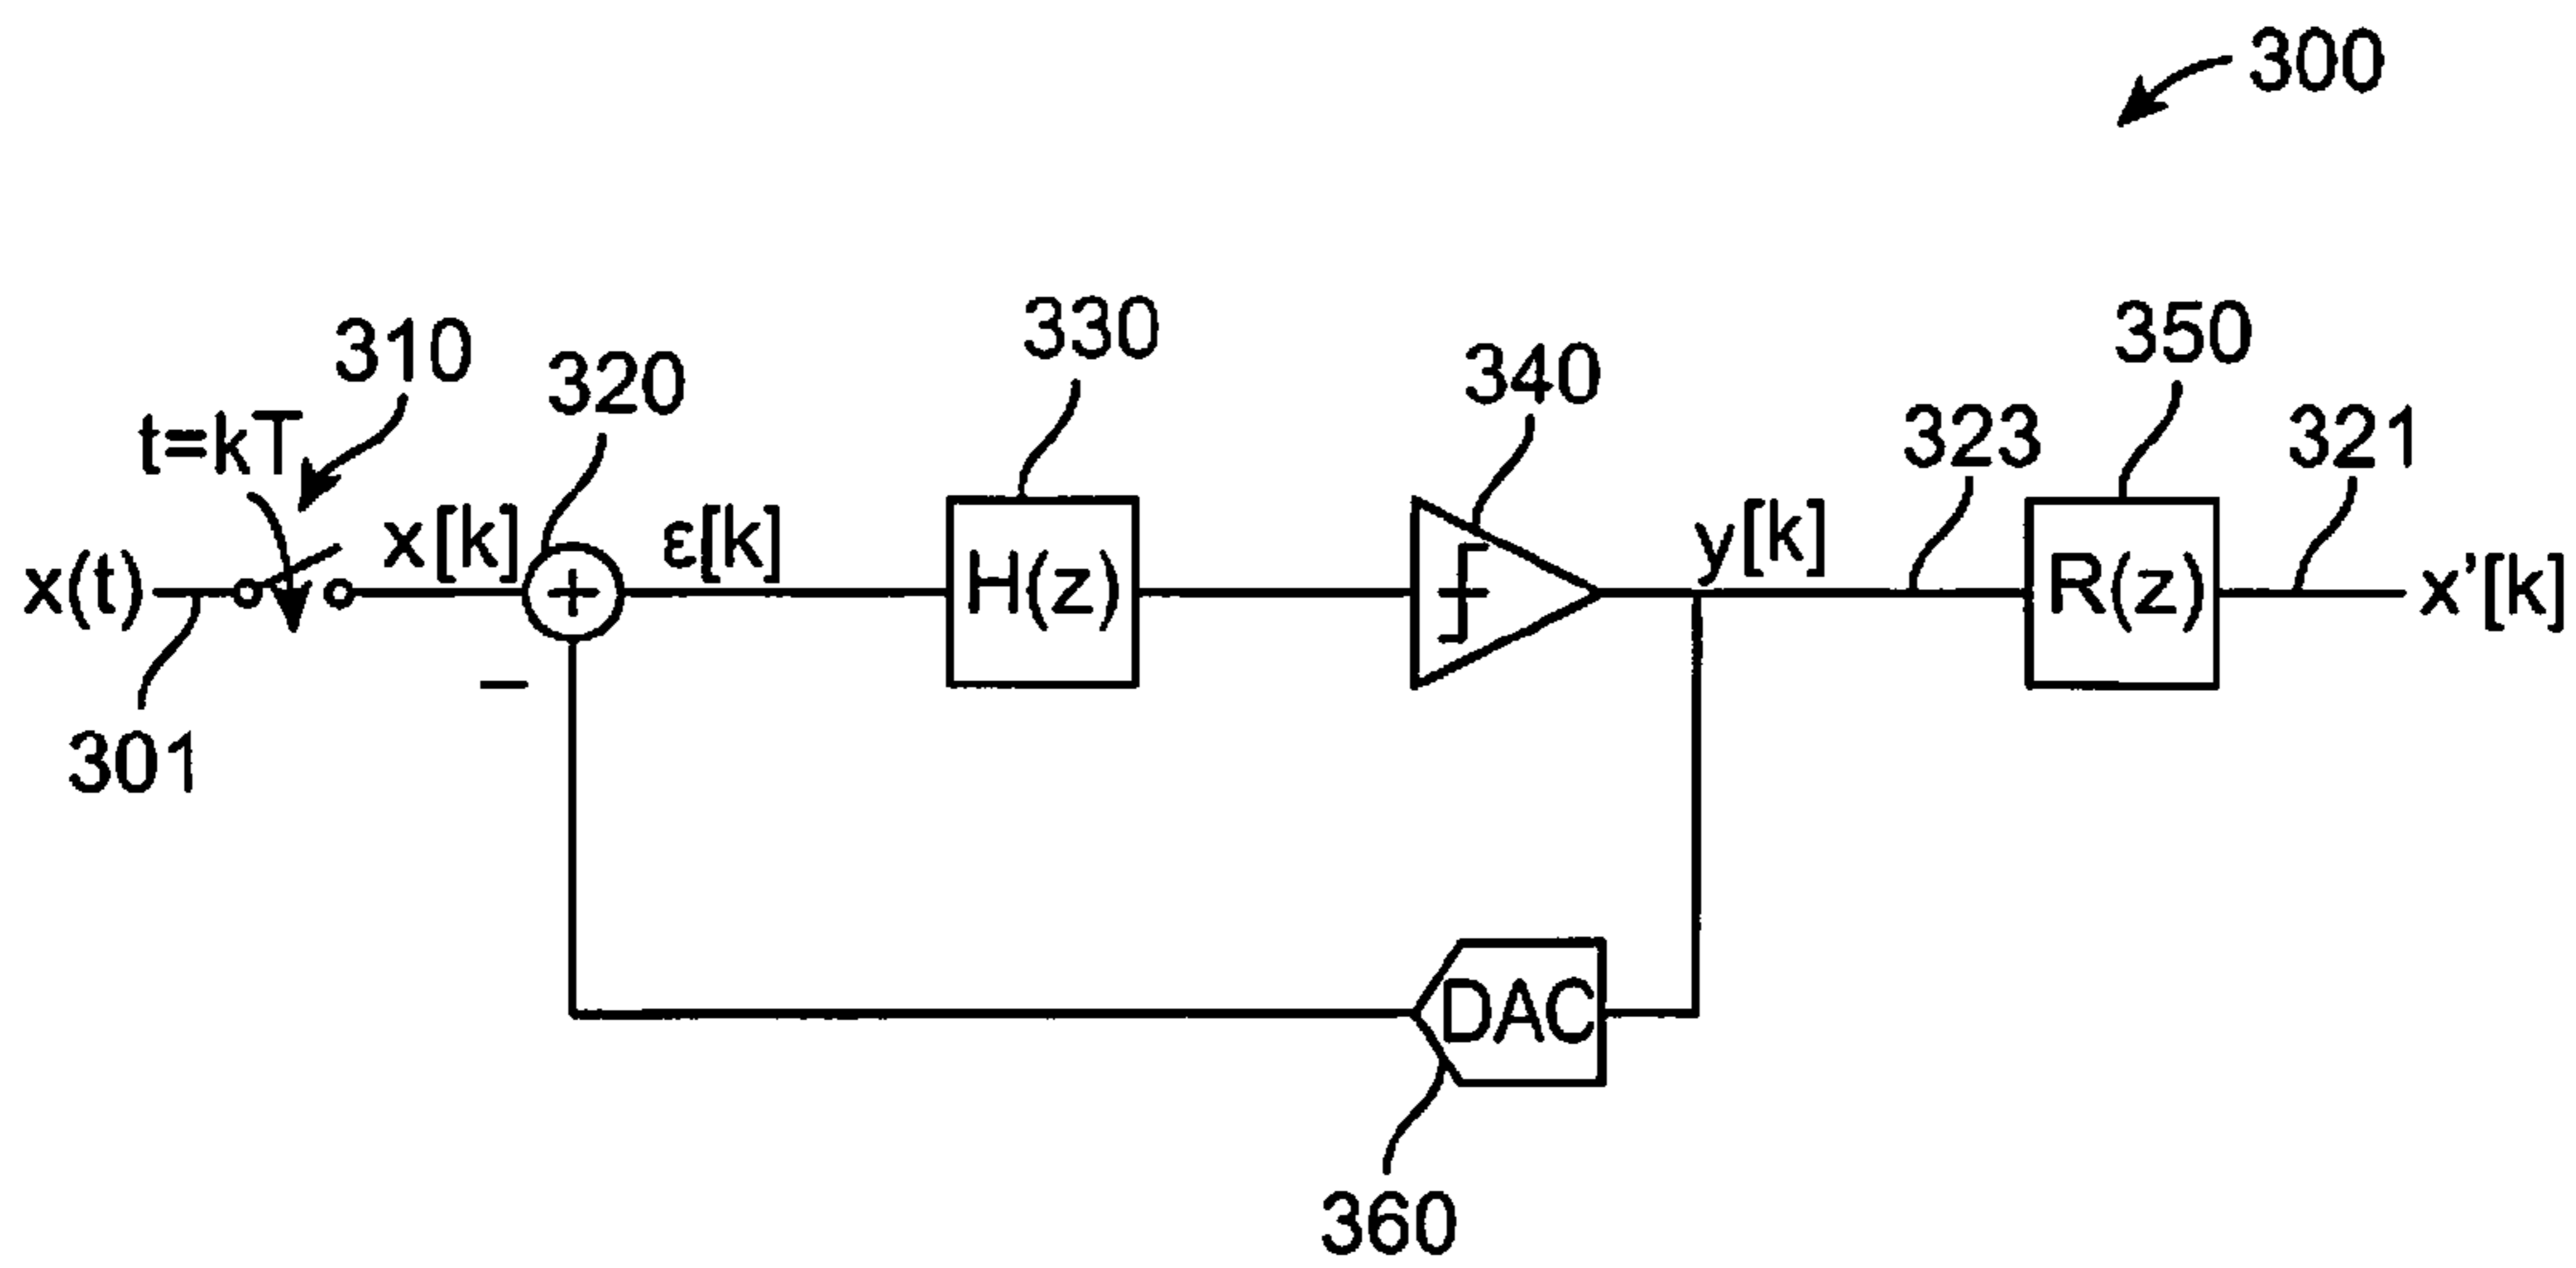 300
310
320
330
340
350
t=kT
323
321
x(t)
x[k]
ε[k]
H(z)
y[k]
R(z)
x’[k]
+
−
301
DAC
360